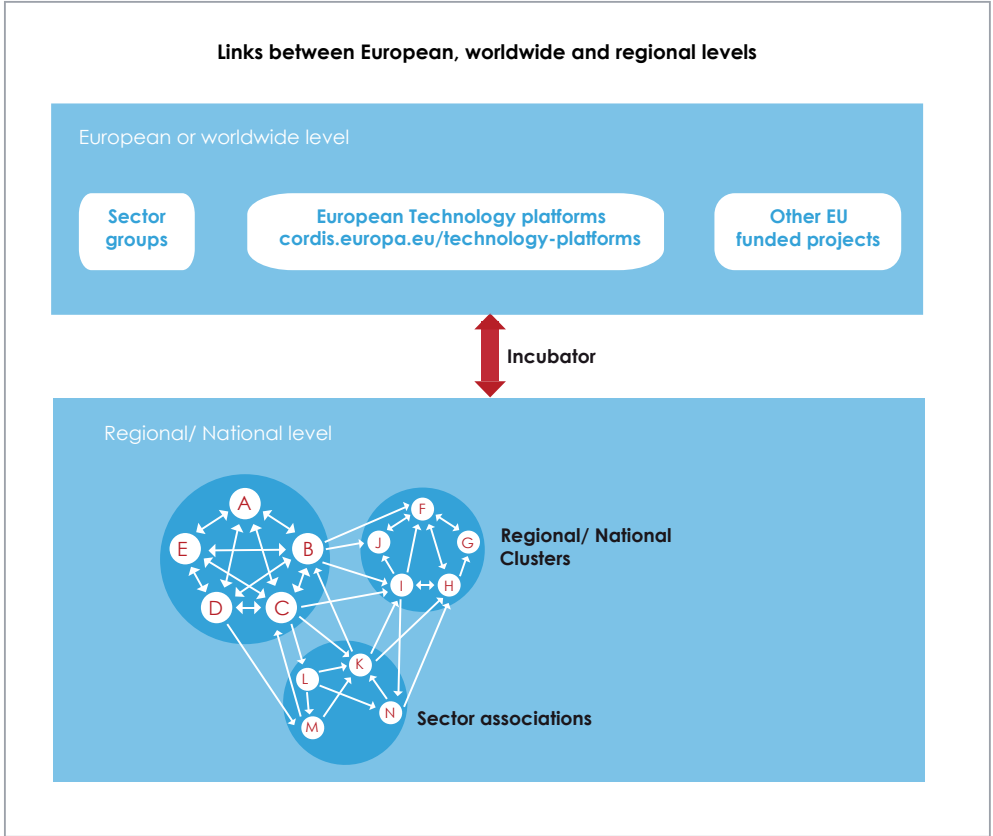 Links between European, worldwide and regional levels
European or worldwide level
Sector
groups
European Technology platforms
cordis.europa.eu/technology-platforms
Other EU
funded projects
Incubator
Regional/ National level
A
E
B
D
C
F
J
G
I
H
Regional/ National
Clusters
K
L
N
M
Sector associations